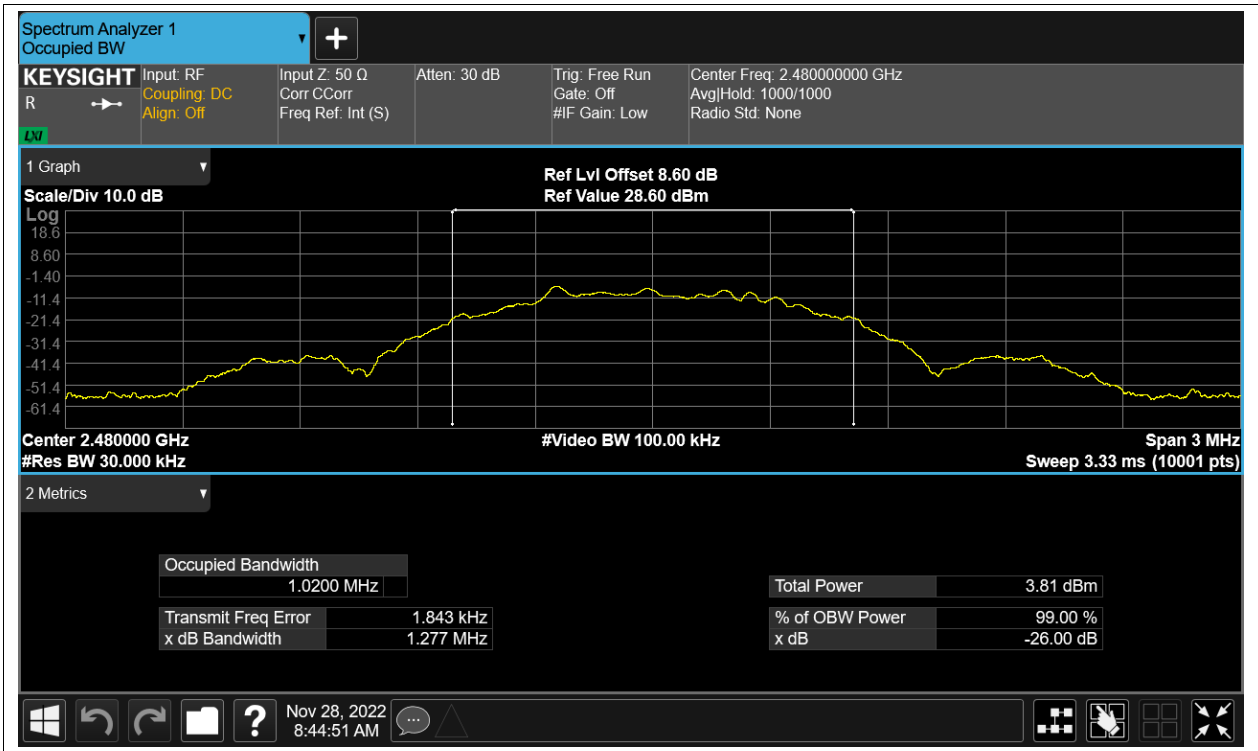 Spectrum Analyzer 1
Occupied BW
KEYSIGHT
R
LXI
Input: RF
Coupling: DC
Align: Off
Input Z: 50 Ω
Corr CCorr
Freq Ref: Int (S)
Atten: 30 dB
Trig: Free Run
Gate: Off
#IF Gain: Low
Center Freq: 2.480000000 GHz
Avg|Hold: 1000/1000
Radio Std: None
1 Graph
Scale/Div 10.0 dB
Ref Lvl Offset 8.60 dB
Ref Value 28.60 dBm
Log
18.6
8.60
-1.40
-11.4
-21.4
-31.4
-41.4
-51.4
-61.4
Center 2.480000 GHz
#Video BW 100.00 kHz
Span 3 MHz
#Res BW 30.000 kHz
Sweep 3.33 ms (10001 pts)
2 Metrics
Occupied Bandwidth
1.0200 MHz
Total Power 3.81 dBm
Transmit Freq Error 1.843 kHz
% of OBW Power 99.00 %
x dB Bandwidth 1.277 MHz
x dB -26.00 dB
?
Nov 28, 2022
8:44:51 AM